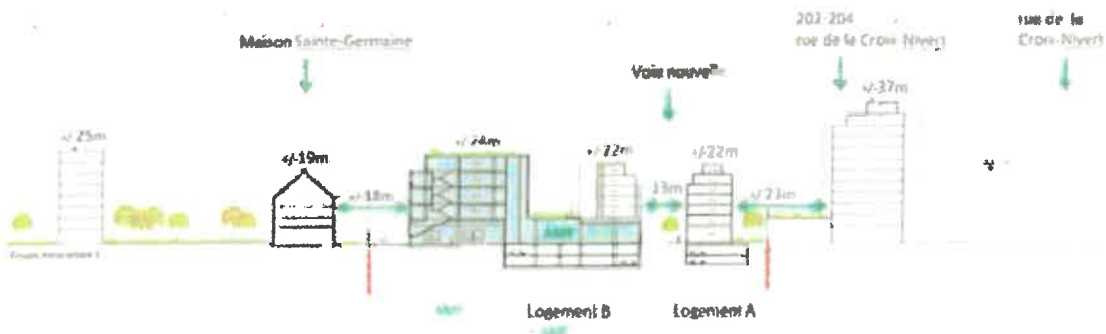 202-204
rue de la Croix-Nivert
rue de la
Croix-Nivert
Maison Sainte-Germaine
Voie nouvelle
+/-37m
+/-25m
+/-19m
+/-24m
+/-22m
+/-22m
+/-18m
13m
+/-23m
Logement B
Logement A